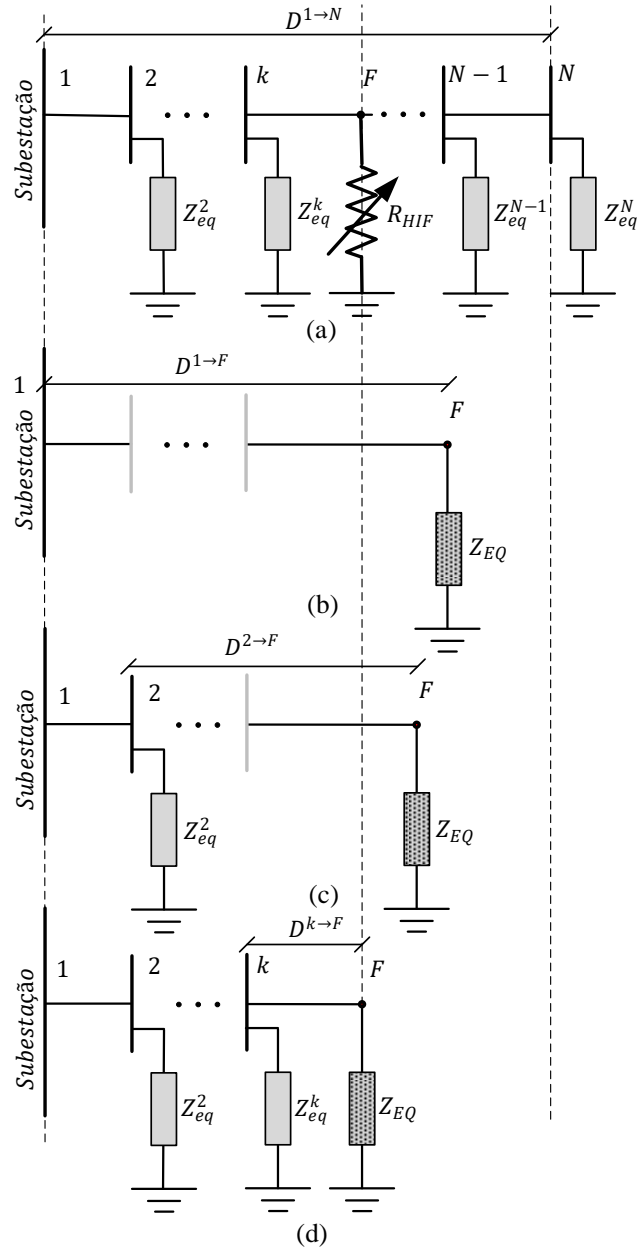 D^{1→N}
Subestação
1
2
k
F
N − 1
N
Z_{eq}^{2}
Z_{eq}^{k}
R_{HIF}
Z_{eq}^{N−1}
Z_{eq}^{N}
(a)
D^{1→F}
1
Subestação
F
Z_{EQ}
(b)
D^{2→F}
Subestação
1
2
F
Z_{eq}^{2}
Z_{EQ}
(c)
D^{k→F}
Subestação
1
2
k
F
Z_{eq}^{2}
Z_{eq}^{k}
Z_{EQ}
(d)